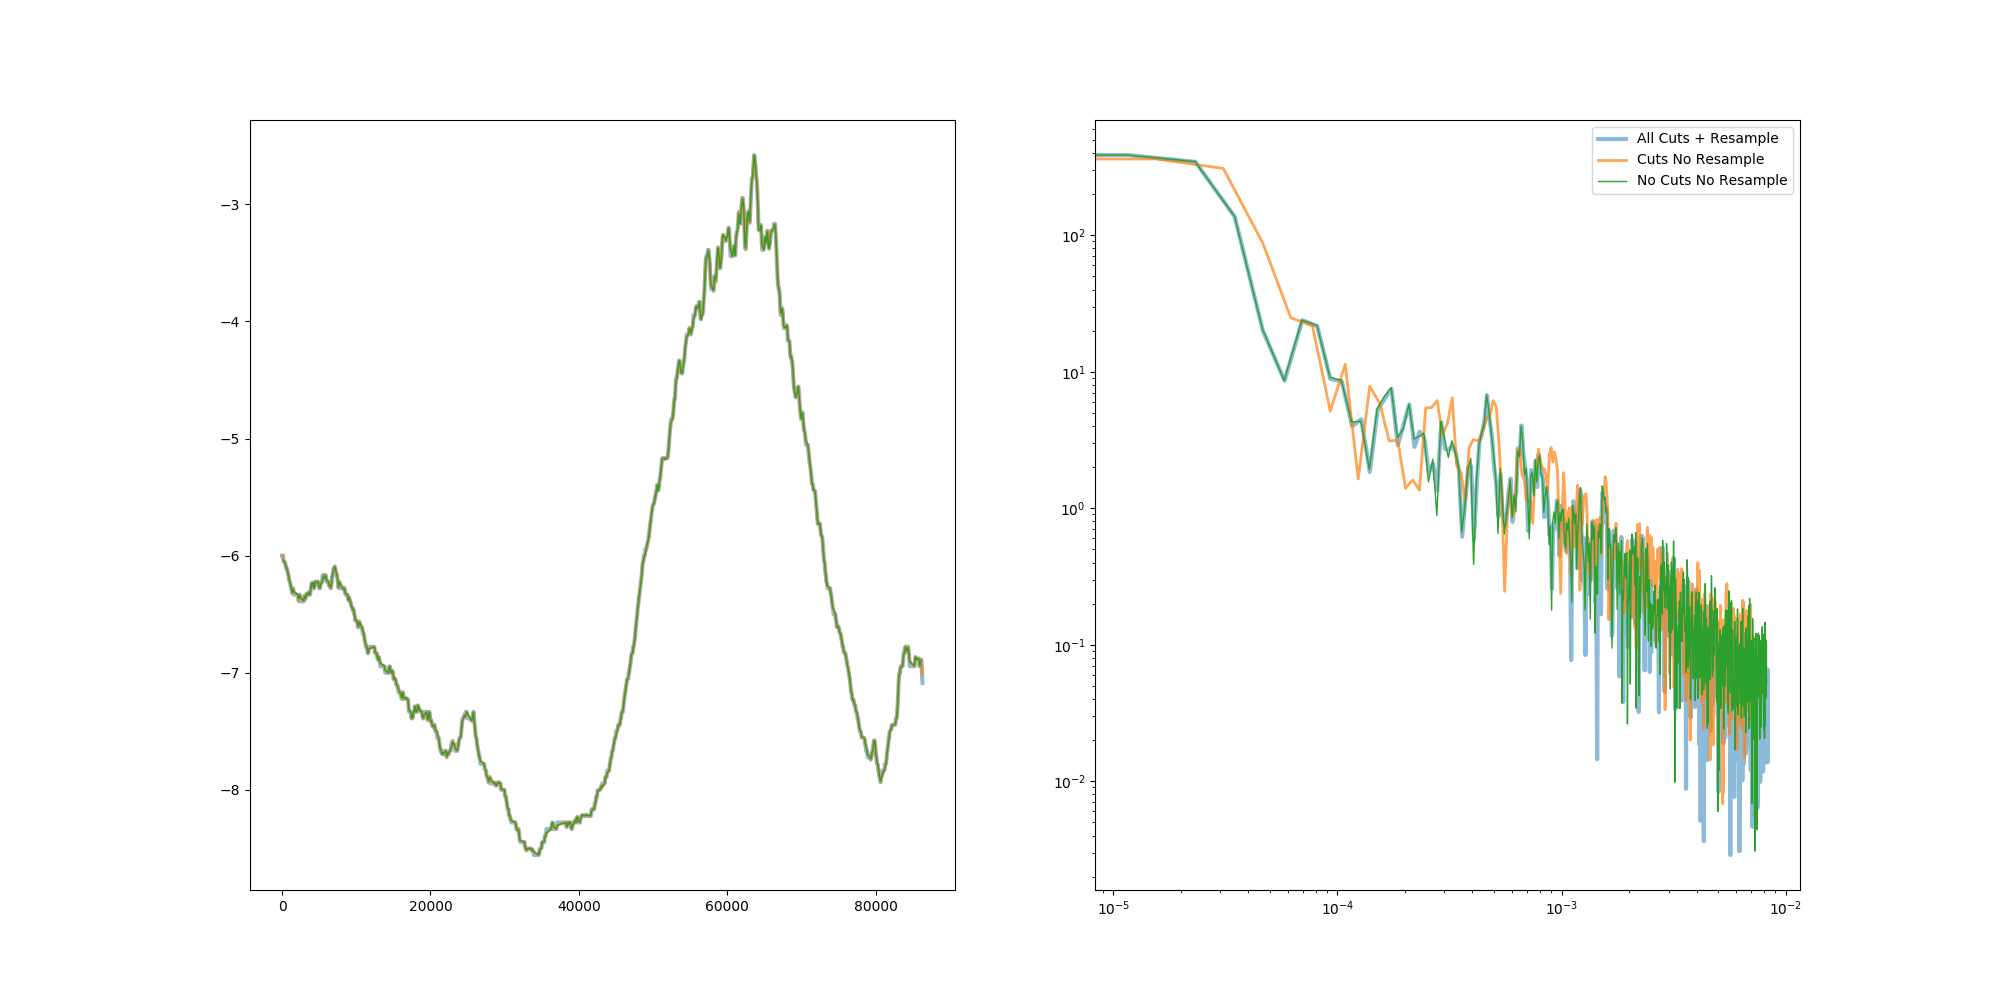 −3
−4
−5
−6
−7
−8
0 20000 40000 60000 80000
All Cuts + Resample
Cuts No Resample
No Cuts No Resample
10²
10¹
10⁰
10⁻¹
10⁻²
10⁻⁵ 10⁻⁴ 10⁻³ 10⁻²